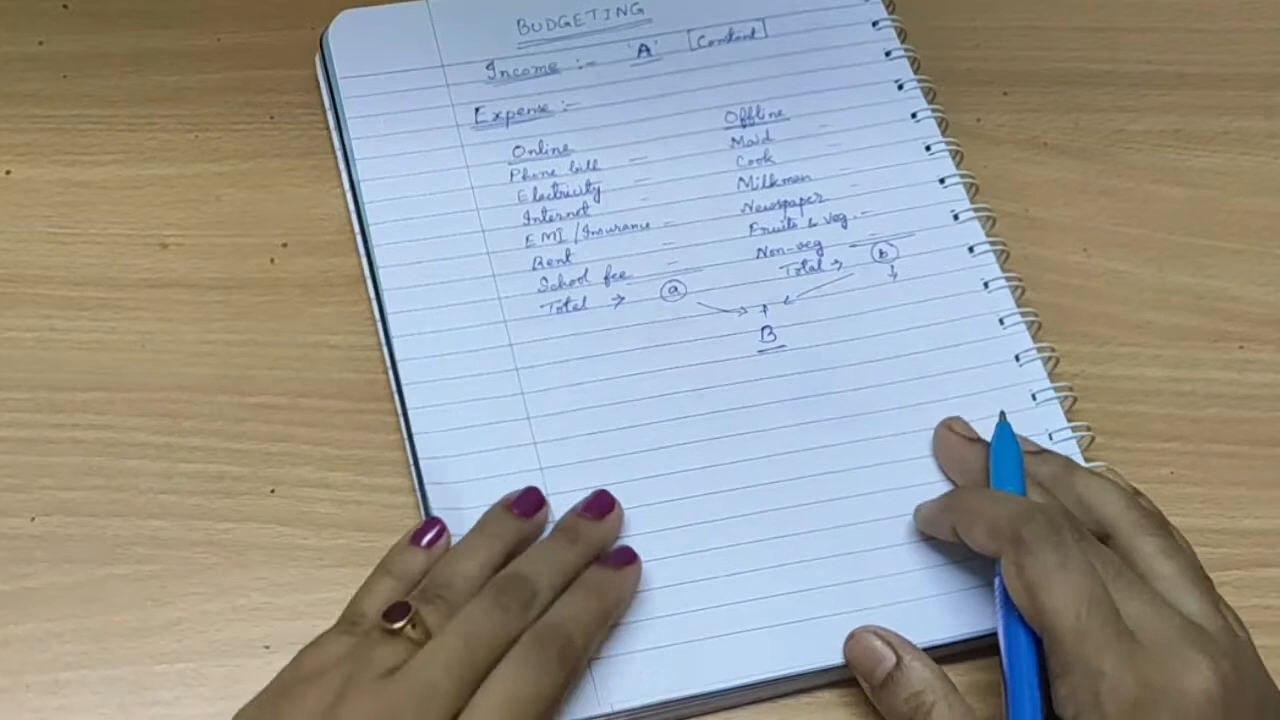 BUDGETING
Income :- 'A' [Constant]
Expense :-
Online
Phone bill —
Electricity —
Internet -
EMI/Insurance -
Rent -
School fee -
Total → a
Offline
Maid -
Cook -
Milkman -
Newspaper -
Fruits & veg. -
Non-veg -
Total → b
B